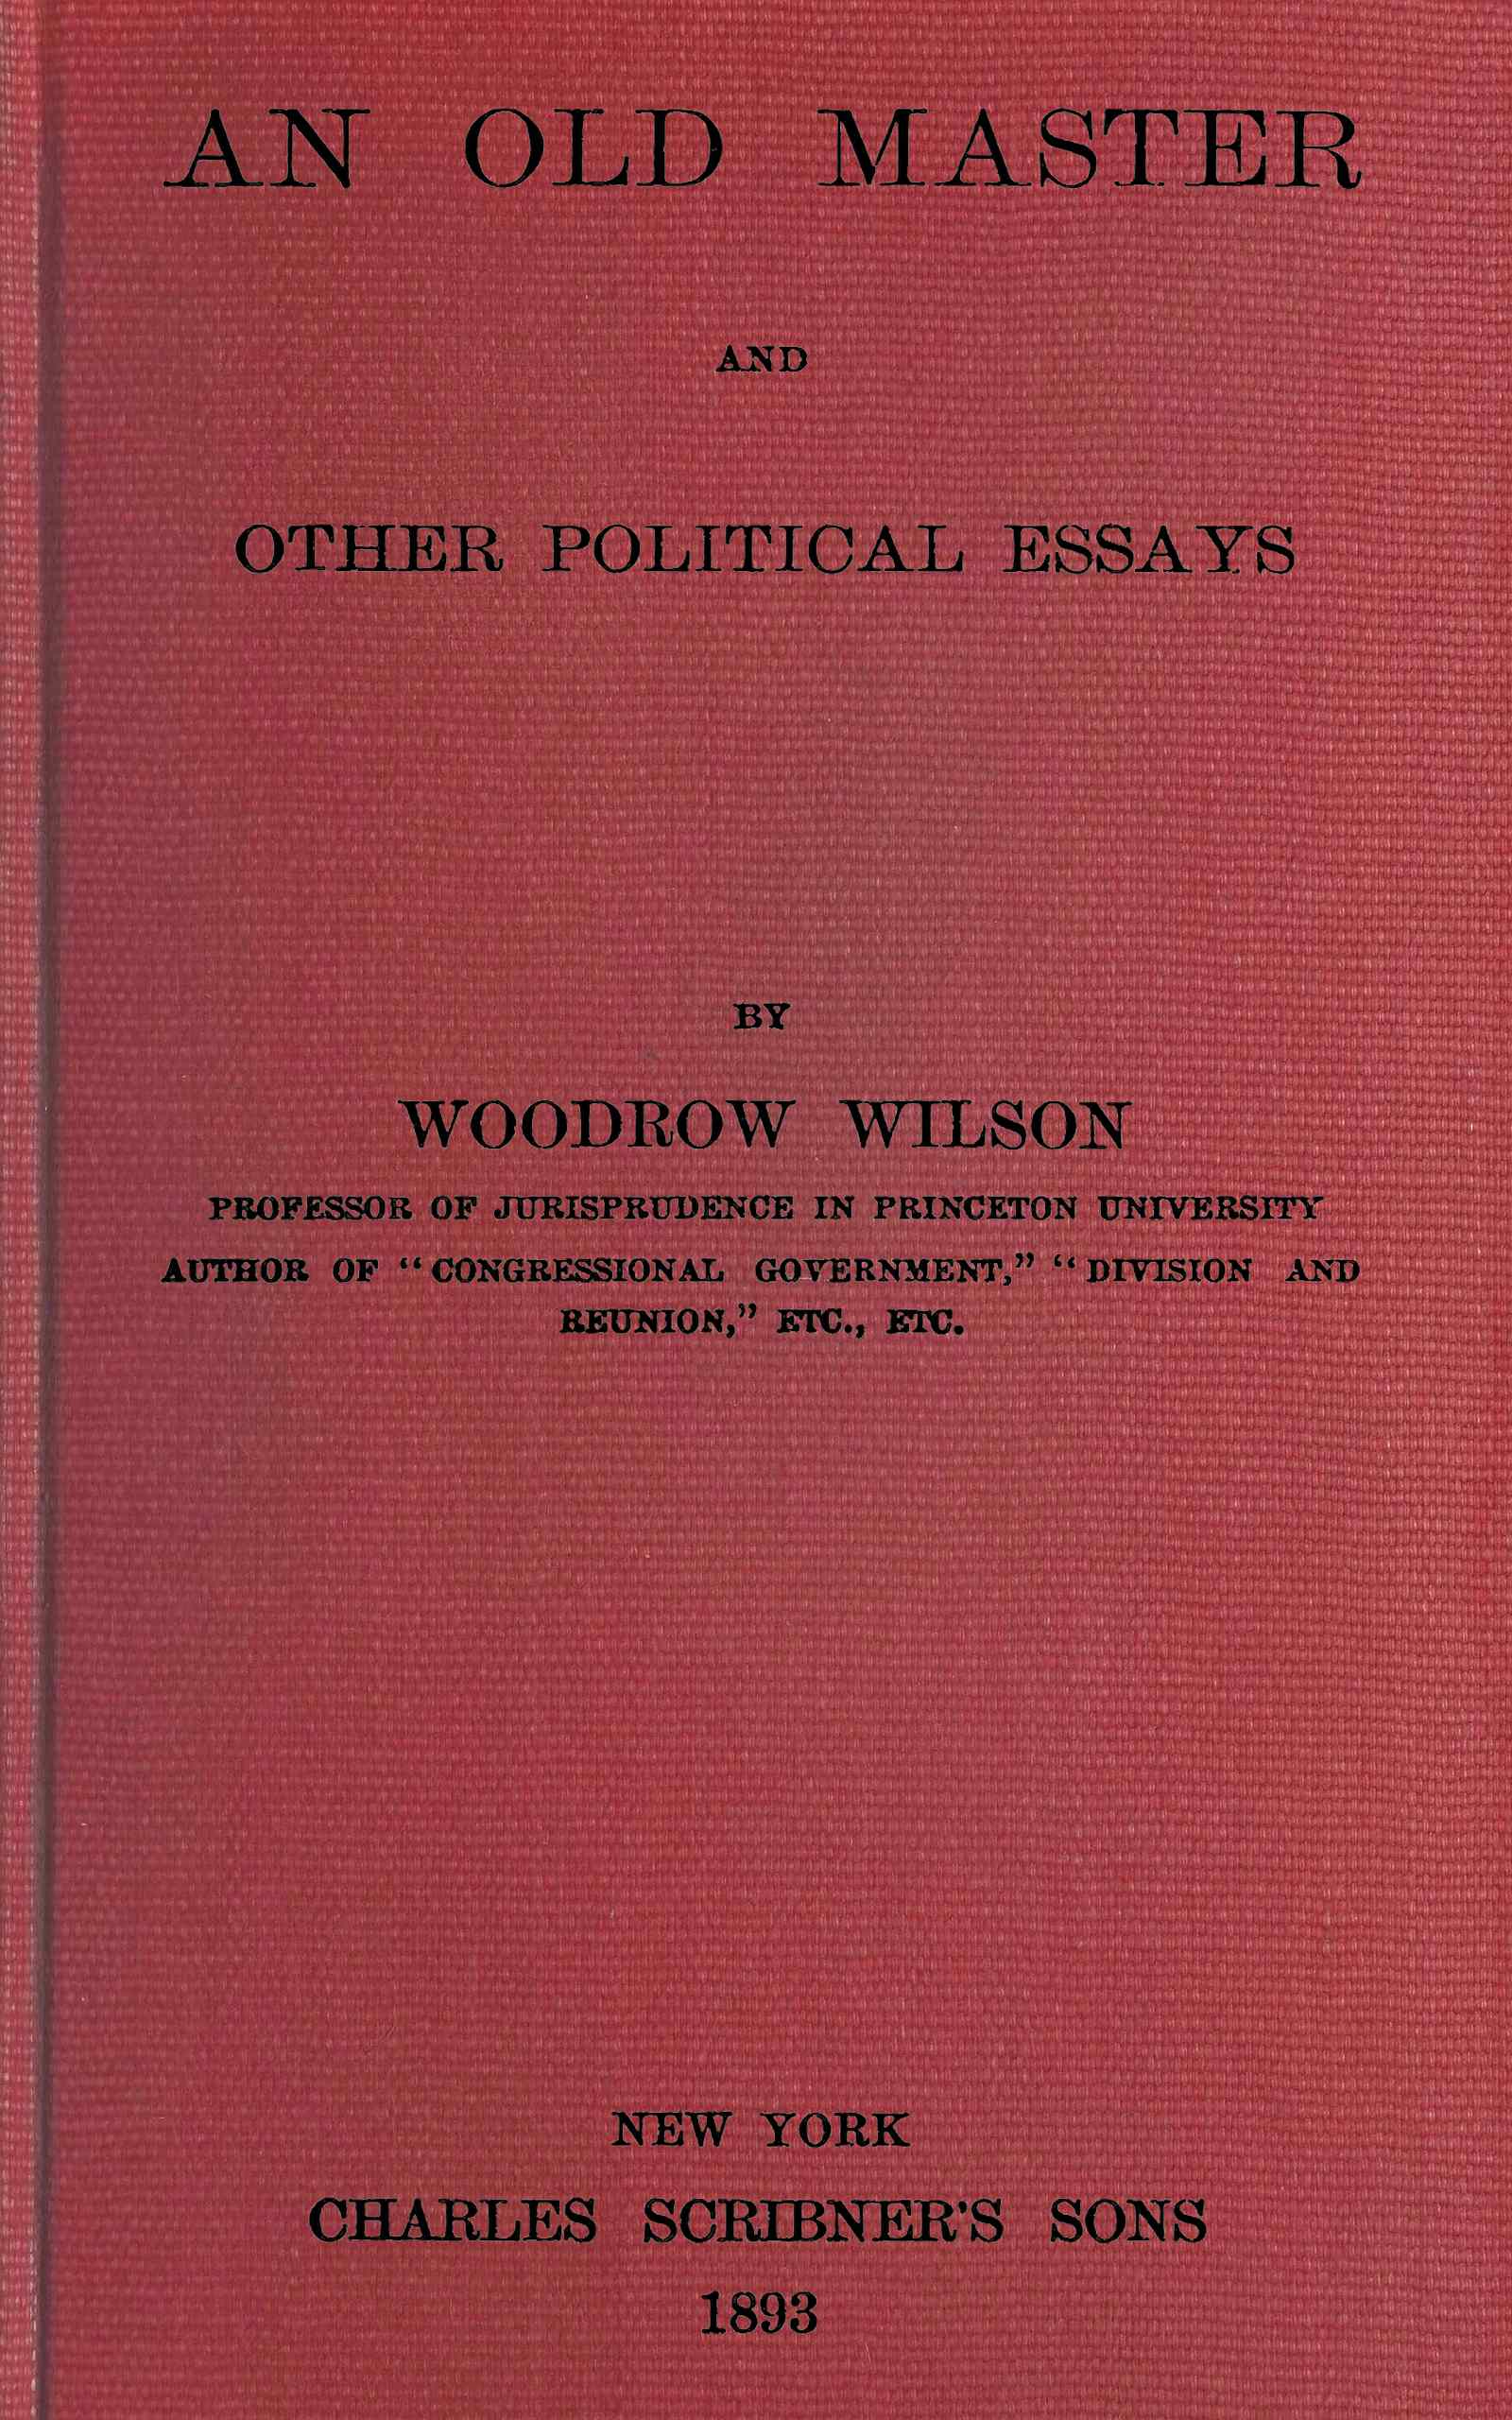 AN OLD MASTER
AND
OTHER POLITICAL ESSAYS
BY
WOODROW WILSON
PROFESSOR OF JURISPRUDENCE IN PRINCETON UNIVERSITY
AUTHOR OF “CONGRESSIONAL GOVERNMENT,” “DIVISION AND
REUNION,” ETC., ETC.
NEW YORK
CHARLES SCRIBNER'S SONS
1893